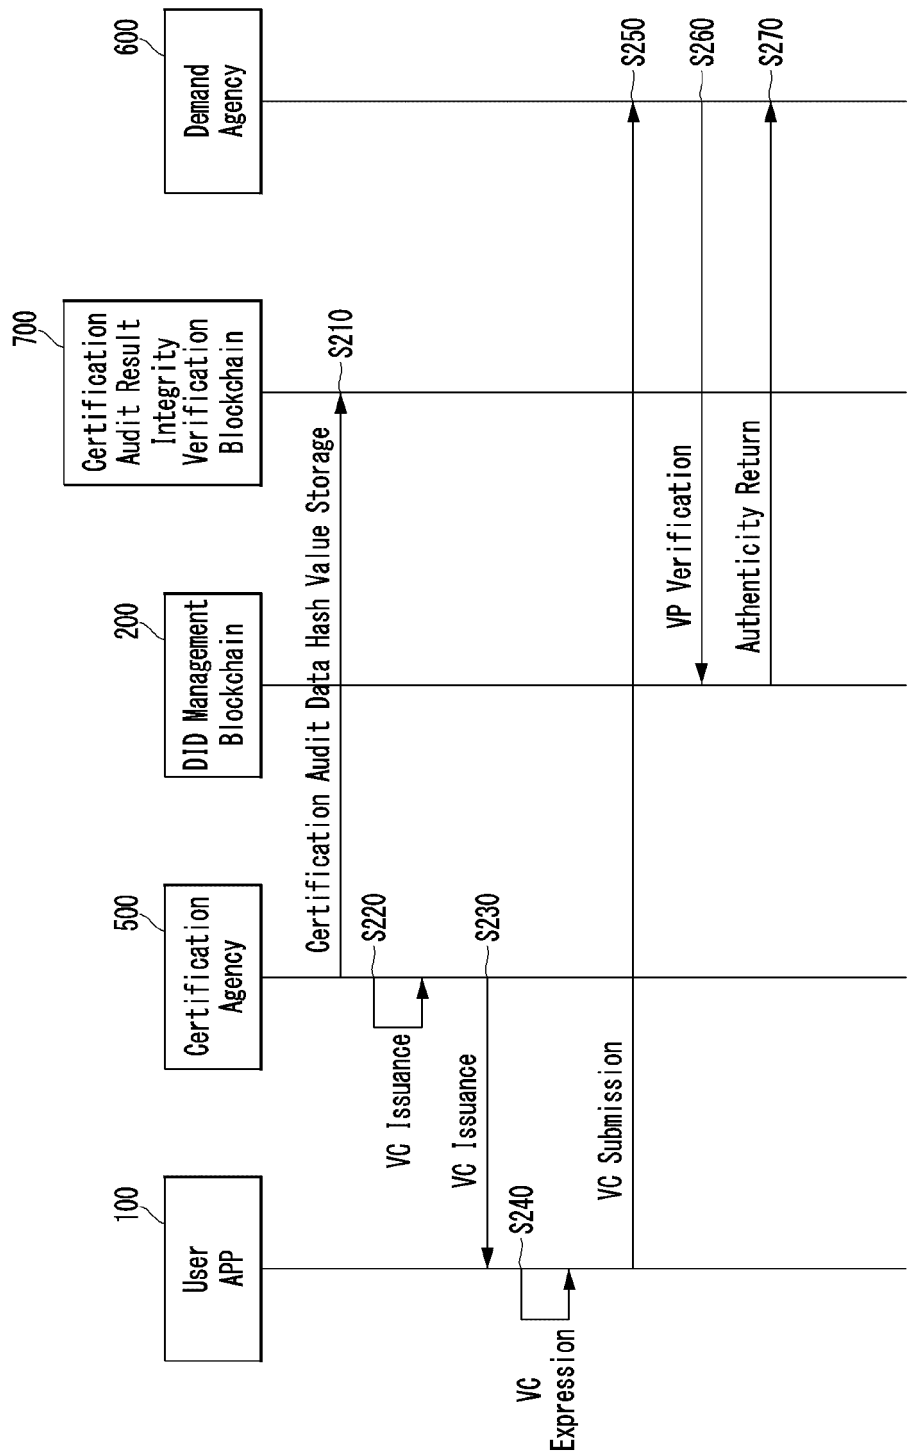 100
User
APP
500
Certification
Agency
200
DID Management
Blockchain
700
Certification
Audit Result
Integrity
Verification
Blockchain
600
Demand
Agency
Certification Audit Data Hash Value Storage
S210
S220
VC Issuance
VC Issuance
S230
S240
VC
Expression
VC Submission
S250
VP Verification
S260
Authenticity Return
S270